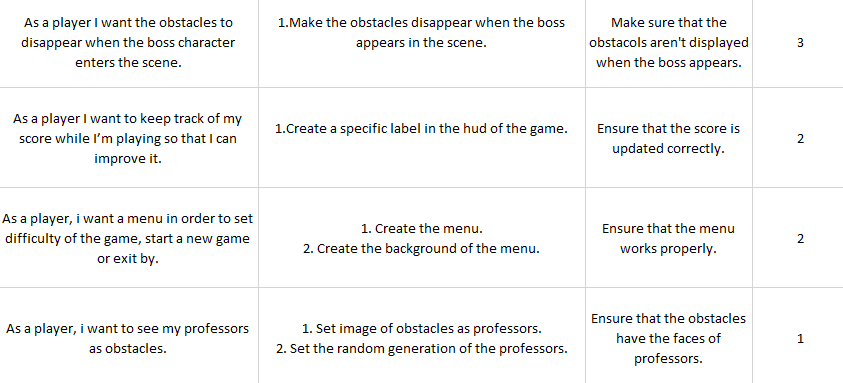 As a player I want the obstacles to
disappear when the boss character
enters the scene.
1.Make the obstacles disappear when the boss
appears in the scene.
Make sure that the
obstacols aren't displayed
when the boss appears.
3
As a player I want to keep track of my
score while I’m playing so that I can
improve it.
1.Create a specific label in the hud of the game.
Ensure that the score is
updated correctly.
2
As a player, i want a menu in order to set
difficulty of the game, start a new game
or exit by.
1. Create the menu.
2. Create the background of the menu.
Ensure that the menu
works properly.
2
As a player, i want to see my professors
as obstacles.
1. Set image of obstacles as professors.
2. Set the random generation of the professors.
Ensure that the obstacles
have the faces of
professors.
1